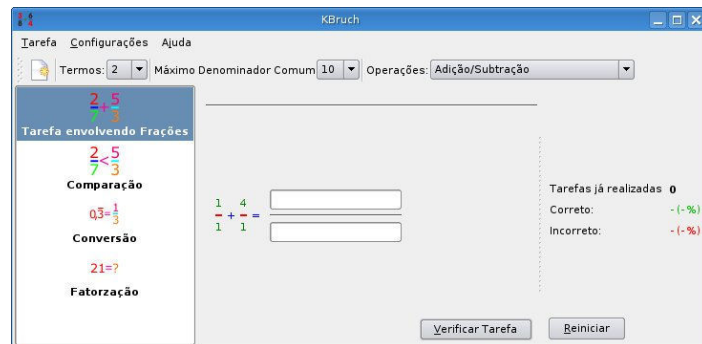 KBruch
Tarefa Configurações Ajuda
Termos: 2 Máximo Denominador Comum 10 Operações: Adição/Subtração
2/7 + 5/3
Tarefa envolvendo Frações
2/7 < 5/3
Comparação
0,3̅ = 1/3
Conversão
21=?
Fatorzação
1/1 + 4/1 =
Tarefas já realizadas 0
Correto: - (- %)
Incorreto: - (- %)
Verificar Tarefa Reiniciar